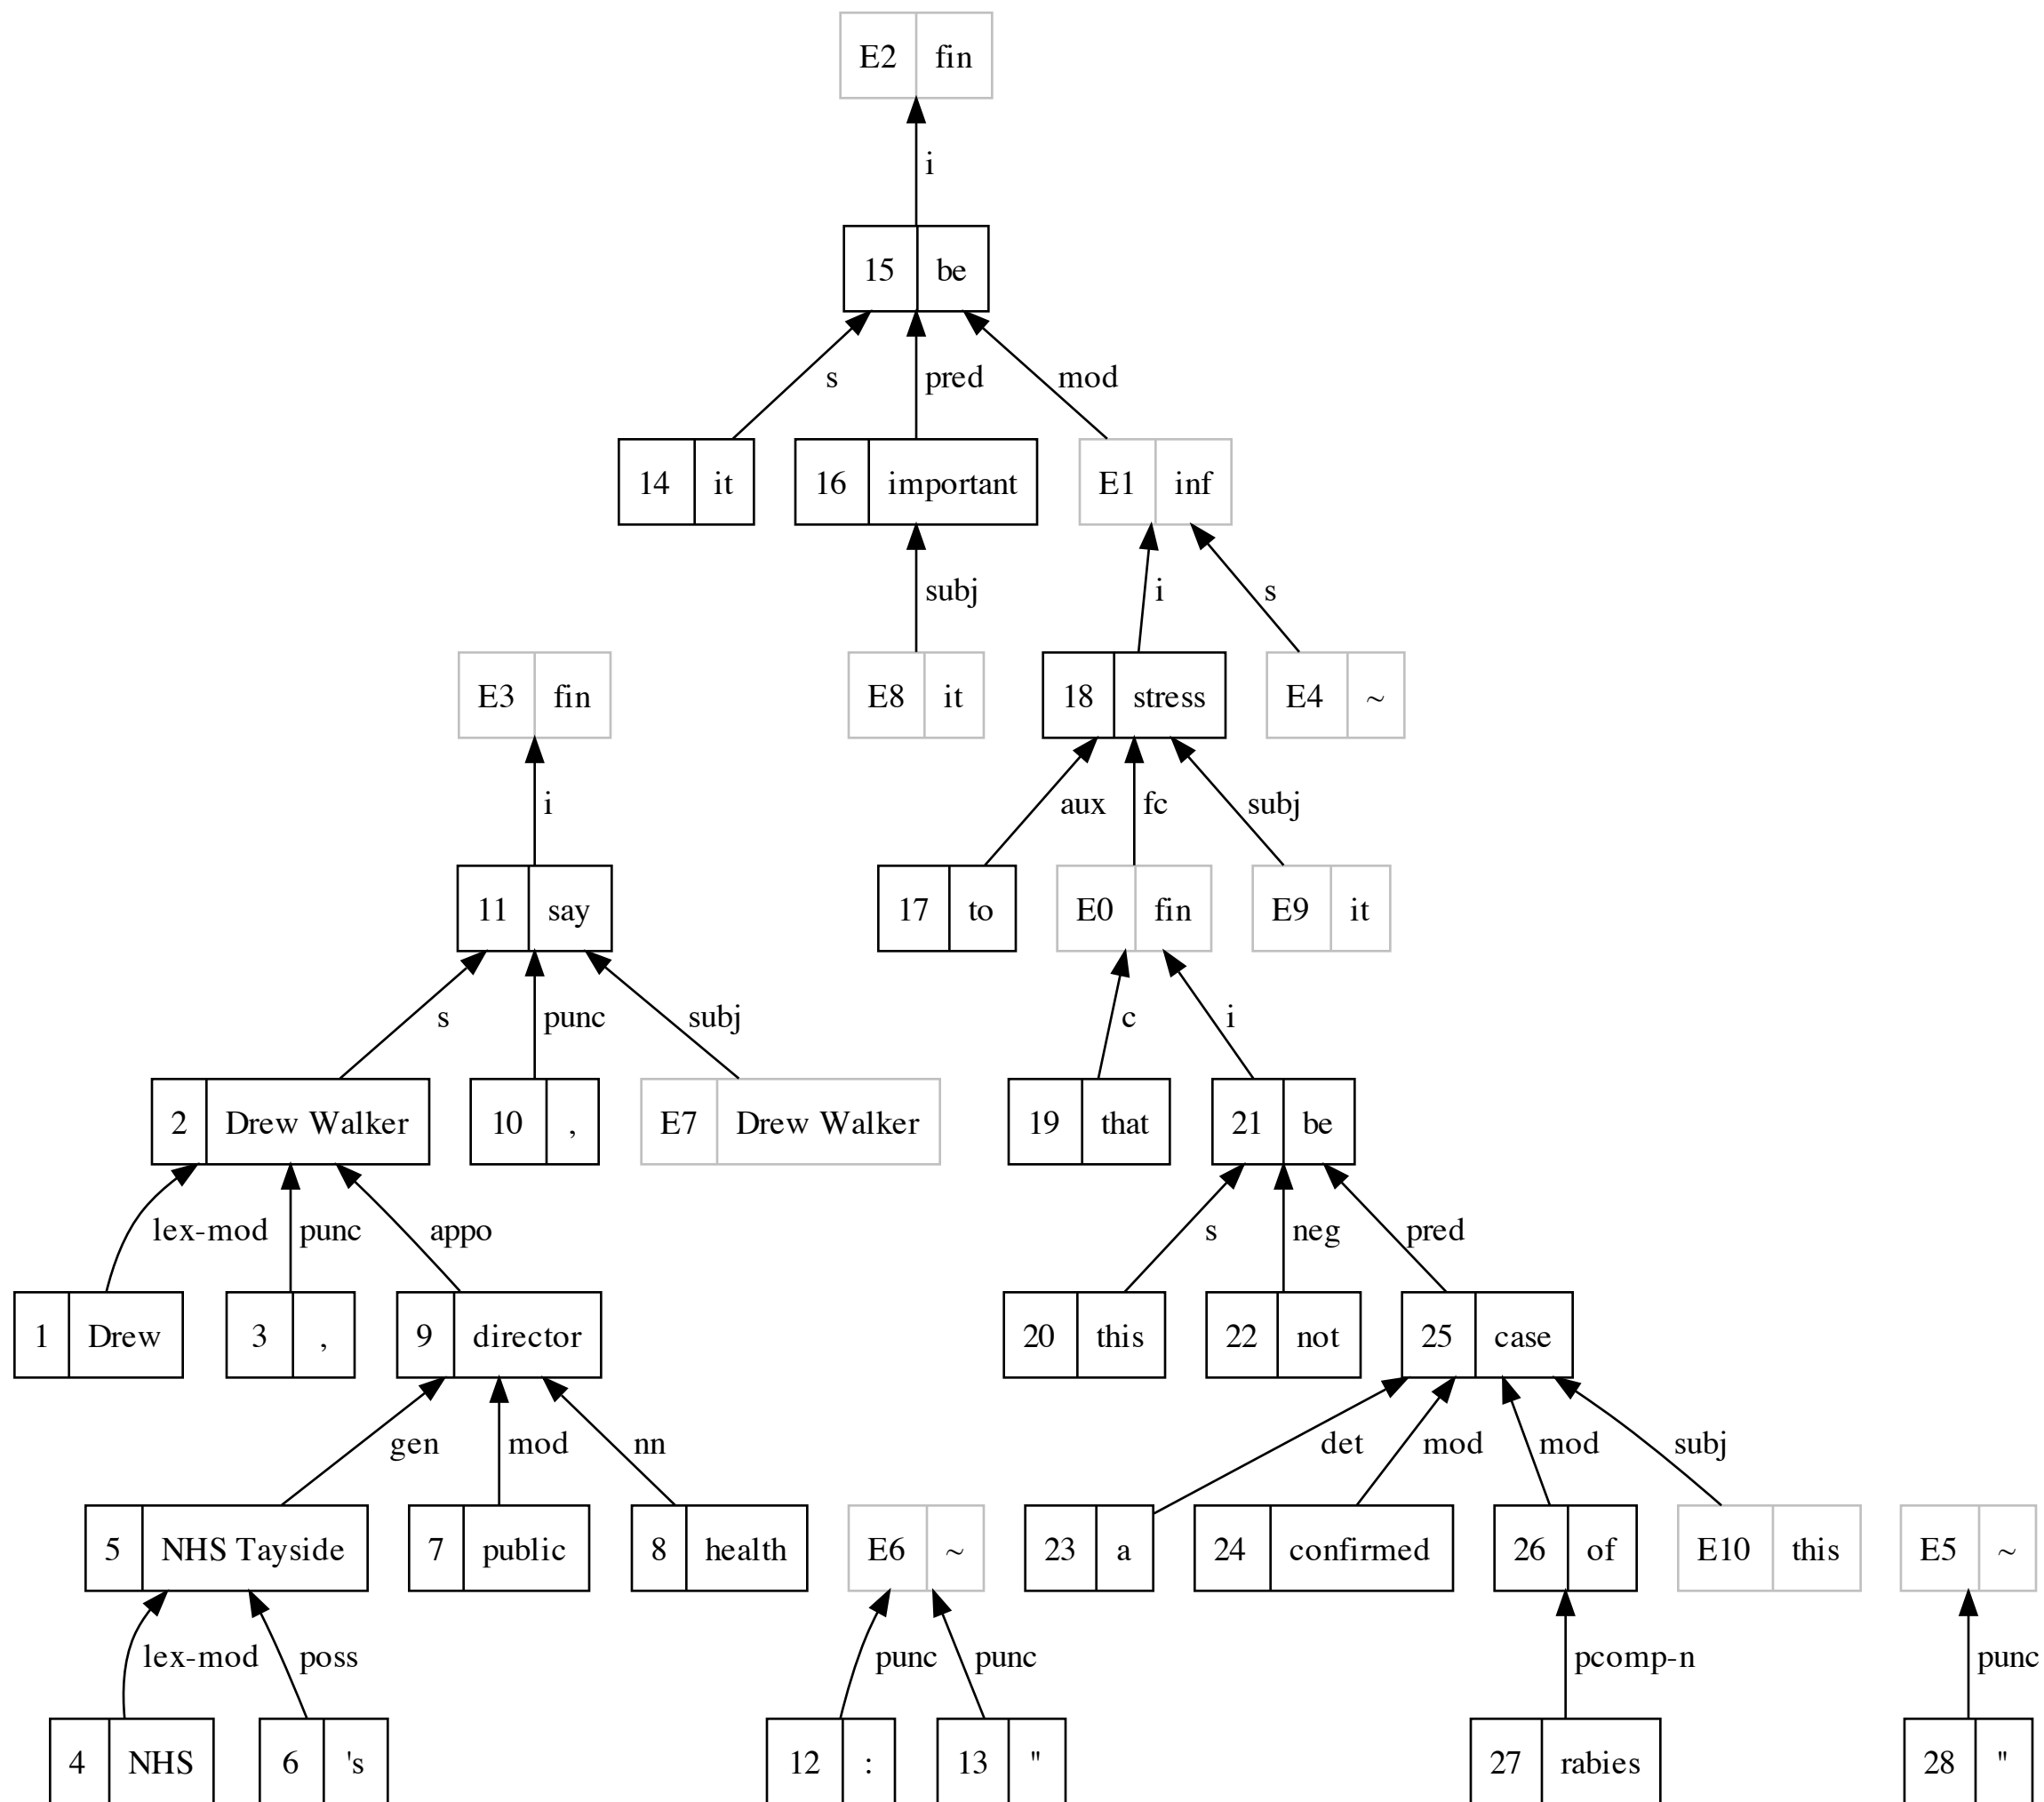 E2 fin
i
15 be
s pred mod
14 it 16 important E1 inf
subj i s
E3 fin E8 it 18 stress E4 ~
i aux fc subj
11 say 17 to E0 fin E9 it
s punc subj c i
2 Drew Walker 10 , E7 Drew Walker 19 that 21 be
lex-mod punc appo s neg pred
1 Drew 3 , 9 director 20 this 22 not 25 case
gen mod nn det mod mod subj
5 NHS Tayside 7 public 8 health E6 ~ 23 a 24 confirmed 26 of E10 this E5 ~
lex-mod poss punc punc pcomp-n punc
4 NHS 6 's 12 : 13 " 27 rabies 28 "